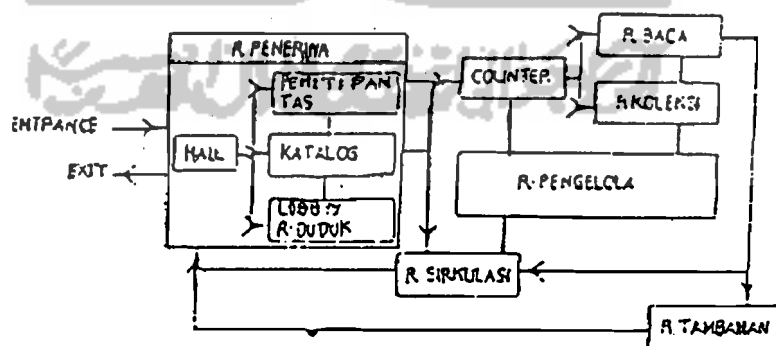 R. PENERIMA
PENITIPAN
TAS
ENTRANCE
HALL
KATALOG
EXIT
LOBBY
R. DUDUK
COUNTER
R. BACA
R. KOLEKSI
R. PENGELOLA
R. SIRKULASI
R. TAMBAHAN